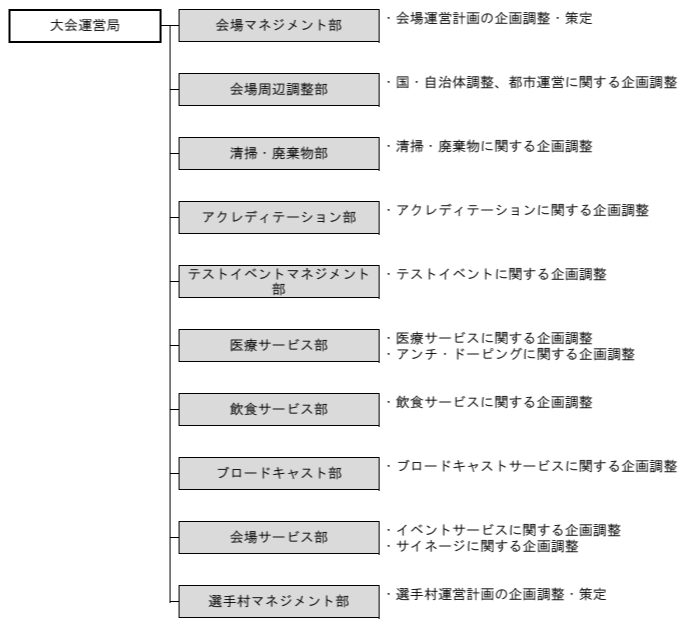 大会運営局
会場マネジメント部
・会場運営計画の企画調整・策定
会場周辺調整部
・国・自治体調整、都市運営に関する企画調整
清掃・廃棄物部
・清掃・廃棄物に関する企画調整
アクレディテーション部
・アクレディテーションに関する企画調整
テストイベントマネジメント
部
・テストイベントに関する企画調整
医療サービス部
・医療サービスに関する企画調整
・アンチ・ドーピングに関する企画調整
飲食サービス部
・飲食サービスに関する企画調整
ブロードキャスト部
・ブロードキャストサービスに関する企画調整
会場サービス部
・イベントサービスに関する企画調整
・サイネージに関する企画調整
選手村マネジメント部
・選手村運営計画の企画調整・策定